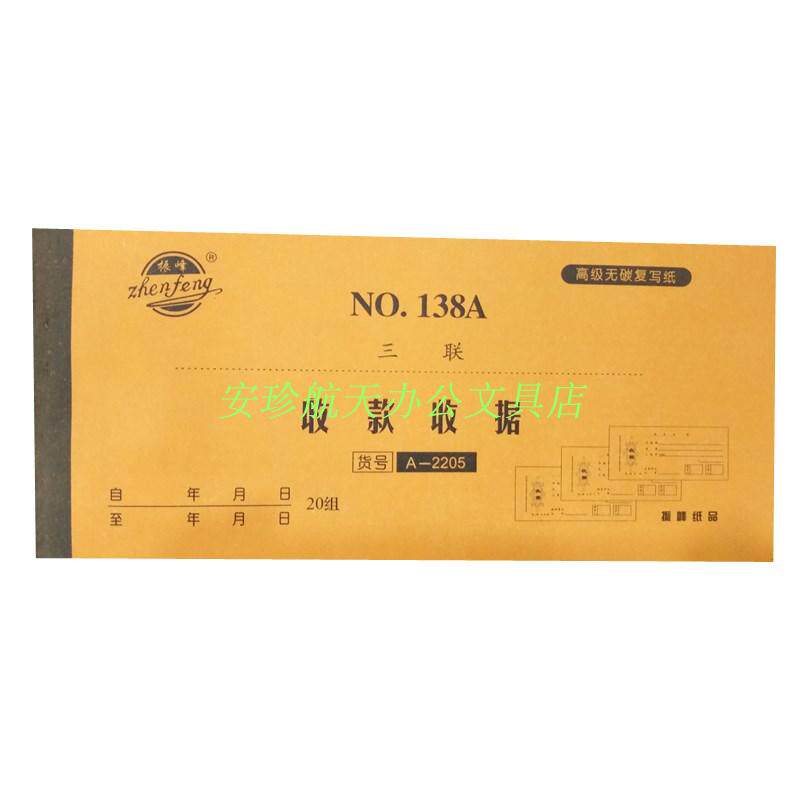 振峰
zhenfeng®
高级无碳复写纸
NO. 138A
三 联
安珍航天办公文具店
收款收据
货号 A-2205
自 年 月 日
至 年 月 日
20组
振峰纸品